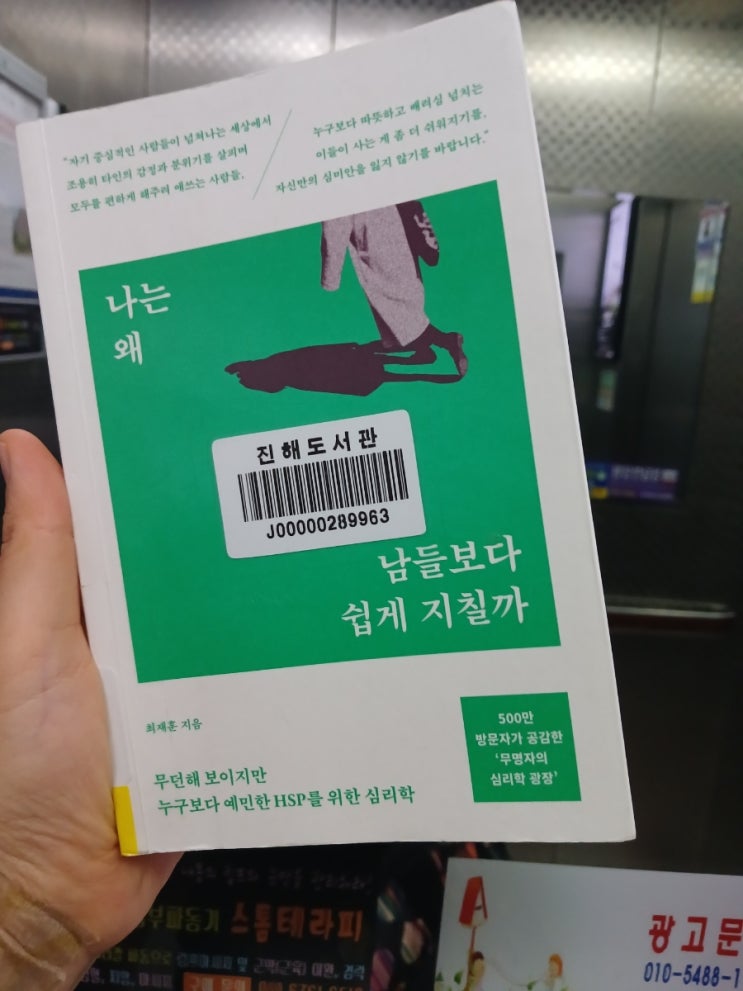 "자기 중심적인 사람들이 넘쳐나는 세상에서
조용히 타인의 감정과 분위기를 살피며
모두를 편하게 해주려 애쓰는 사람들.
누구보다 따뜻하고 배려심 넘치는
이들이 사는 게 좀 더 쉬워지기를,
자신만의 심미안을 잃지 않기를 바랍니다."
나는
왜
진해도서관
J00000289963
남들보다
쉽게 지칠까
최재훈 지음
500만
방문자가 공감한
'무명자의
심리학 광장'
무던해 보이지만
누구보다 예민한 HSP를 위한 심리학
스톰테라피
광고문
010-5488-1